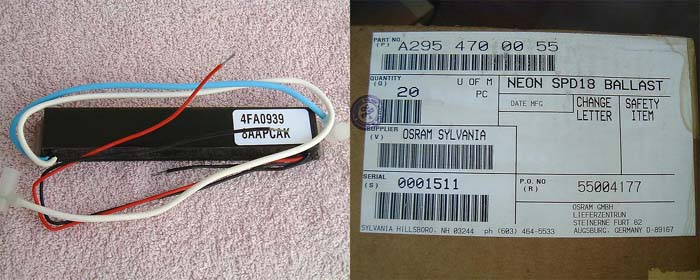 4FA0939
8AAPCAK
PART NO.
(P)
A295 470 00 55
QUANTITY
(Q)
20
U OF M
PC
NEON SPD18 BALLAST
DATE MFG
CHANGE
LETTER
SAFETY
ITEM
SUPPLIER
(V)
OSRAM SYLVANIA
SERIAL
(S)
0001511
P.O. NO
(R)
55004177
OSRAM GMBH
LIEFERZENTRUN
STEINERNE FURT 62
AUGSBURG, GERMANY D-89167
SYLVANIA HILLSBORO, NH 03244 ph (603) 464-5533